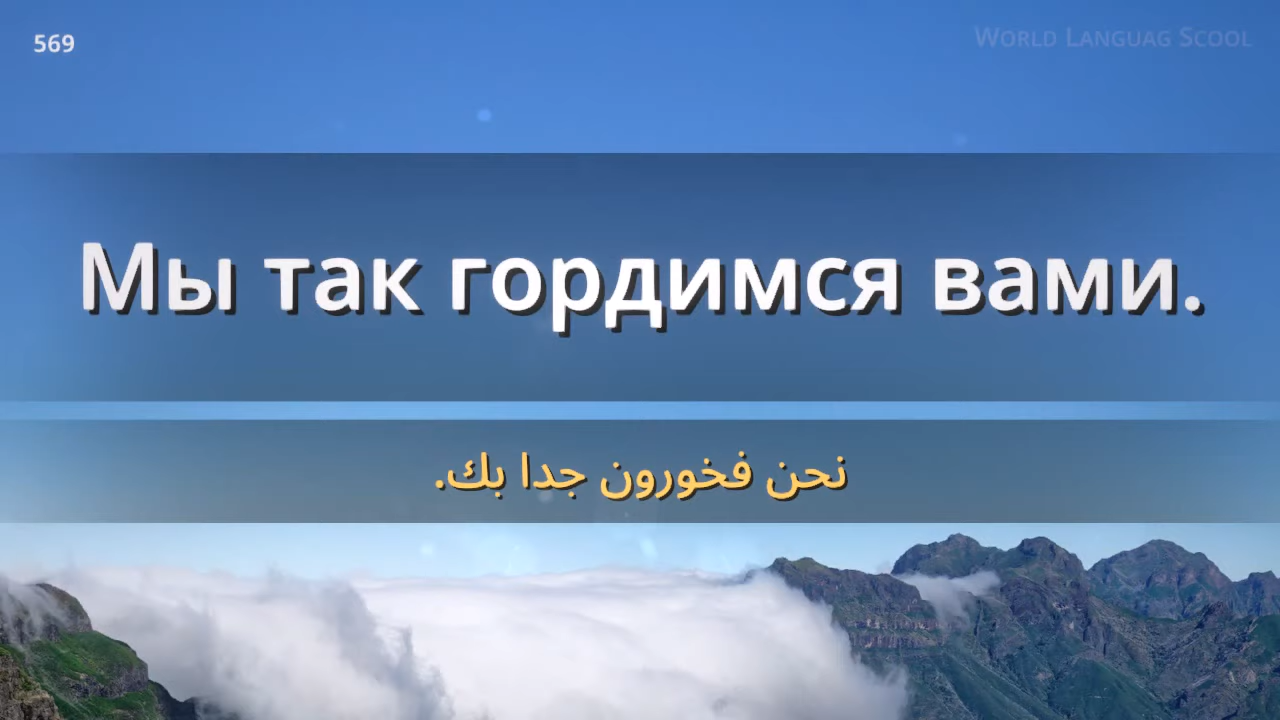 569
World Languag Scool
Мы так гордимся вами.
نحن فخورون جدا بك.